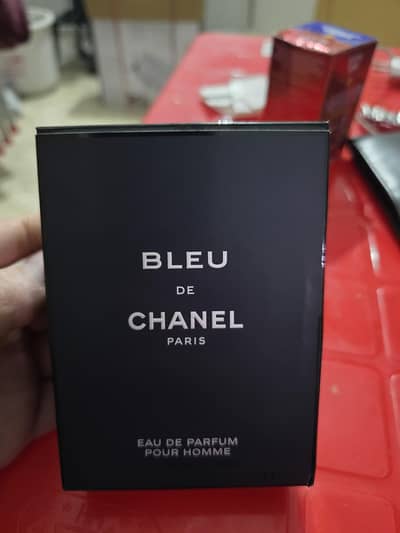 BLEU
DE
CHANEL
PARIS
EAU DE PARFUM
POUR HOMME